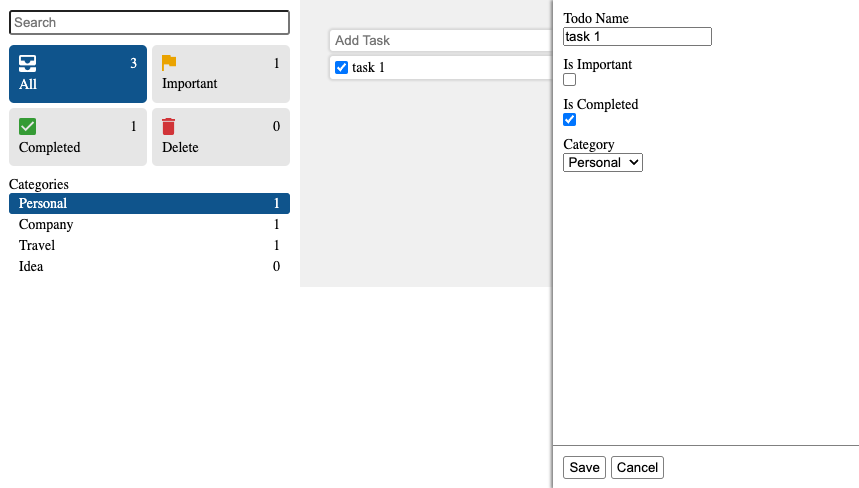 Search
3
All
1
Important
1
Completed
0
Delete
Categories
Personal 1
Company 1
Travel 1
Idea 0
Add Task
task 1
Todo Name
task 1
Is Important
Is Completed
Category
Personal
Save Cancel